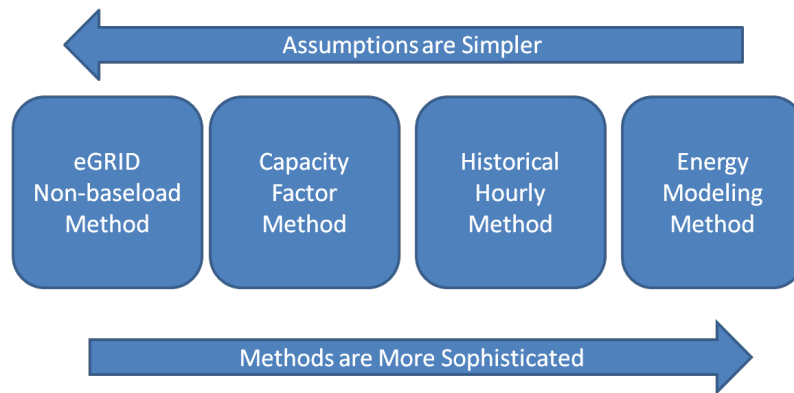 Assumptions are Simpler
eGRID
Non-baseload
Method
Capacity
Factor
Method
Historical
Hourly
Method
Energy
Modeling
Method
Methods are More Sophisticated